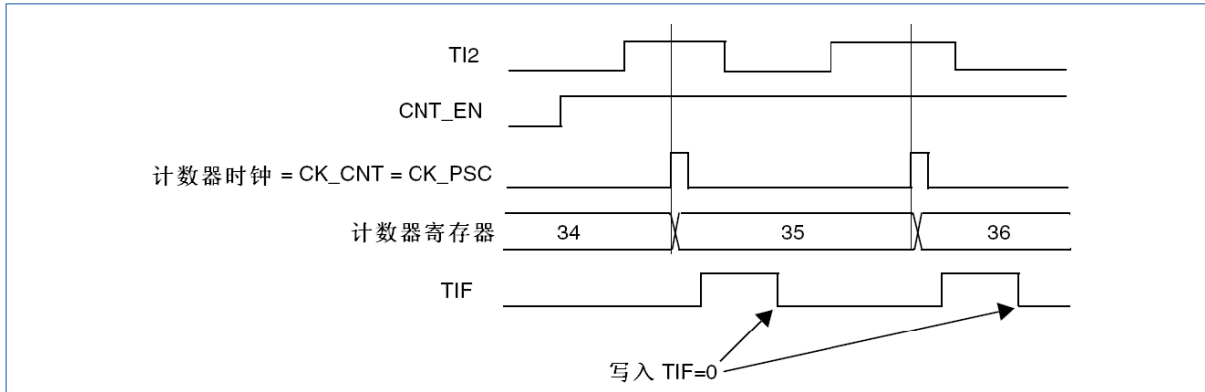 TI2
CNT_EN
计数器时钟 = CK_CNT = CK_PSC
计数器寄存器 34 35 36
TIF
写入 TIF=0